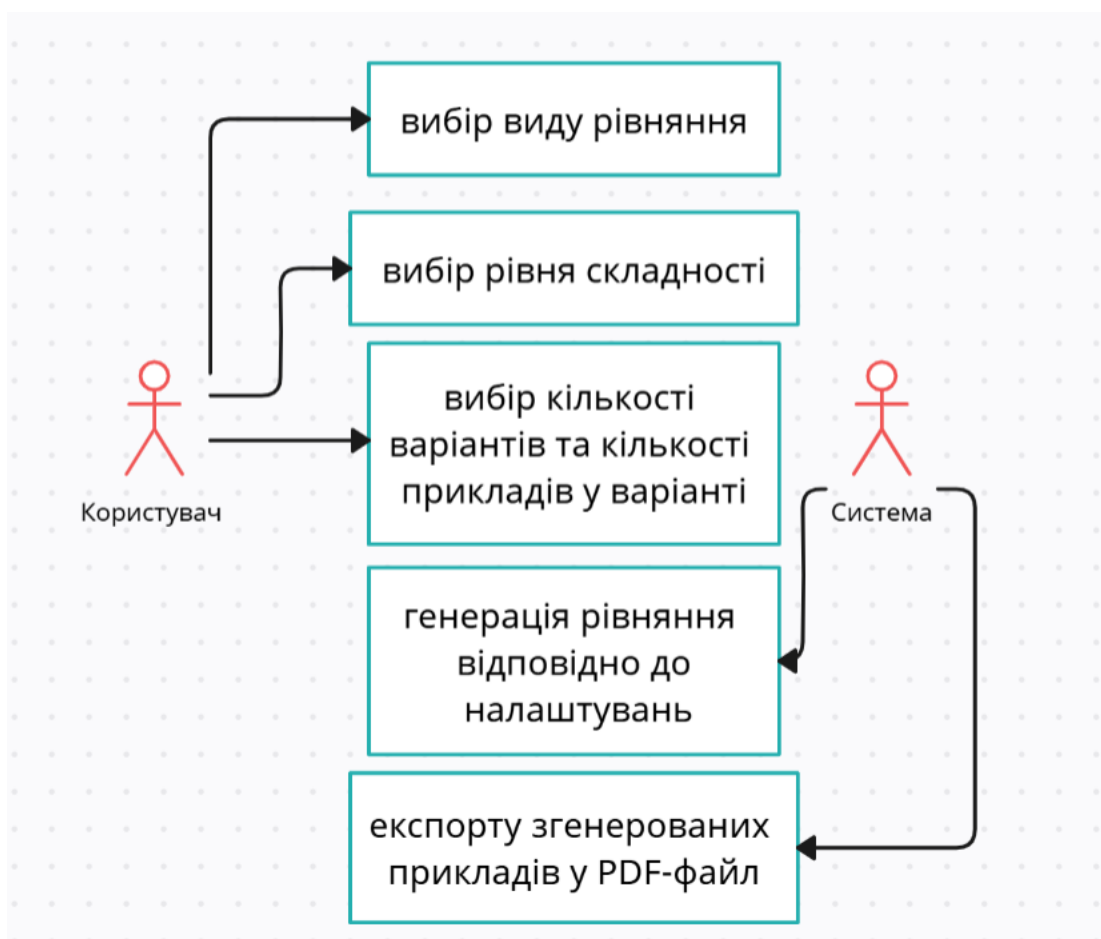 вибір виду рівняння
вибір рівня складності
вибір кількості
варіантів та кількості
прикладів у варіанті
Користувач
Система
генерація рівняння
відповідно до
налаштувань
експорту згенерованих
прикладів у PDF-файл